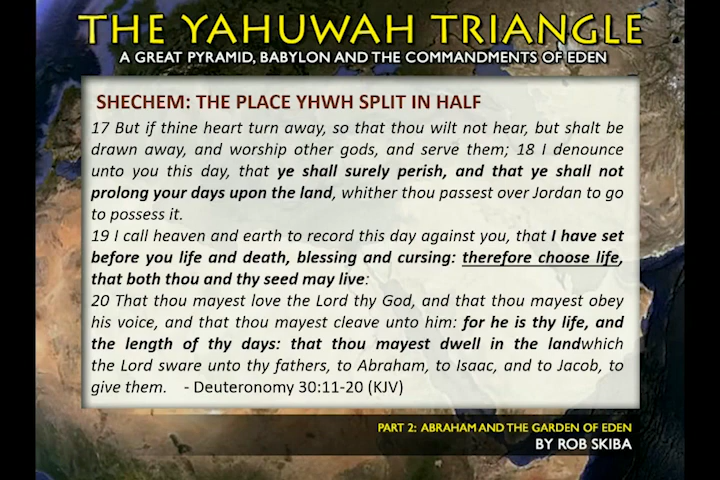 THE YAHUWAH TRIANGLE
A GREAT PYRAMID, BABYLON AND THE COMMANDMENTS OF EDEN
SHECHEM: THE PLACE YHWH SPLIT IN HALF
17 But if thine heart turn away, so that thou wilt not hear, but shalt be
drawn away, and worship other gods, and serve them; 18 I denounce
unto you this day, that ye shall surely perish, and that ye shall not
prolong your days upon the land, whither thou passest over Jordan to go
to possess it.
19 I call heaven and earth to record this day against you, that I have set
before you life and death, blessing and cursing: therefore choose life,
that both thou and thy seed may live:
20 That thou mayest love the Lord thy God, and that thou mayest obey
his voice, and that thou mayest cleave unto him: for he is thy life, and
the length of thy days: that thou mayest dwell in the landwhich
the Lord sware unto thy fathers, to Abraham, to Isaac, and to Jacob, to
give them. - Deuteronomy 30:11-20 (KJV)
PART 2: ABRAHAM AND THE GARDEN OF EDEN
BY ROB SKIBA